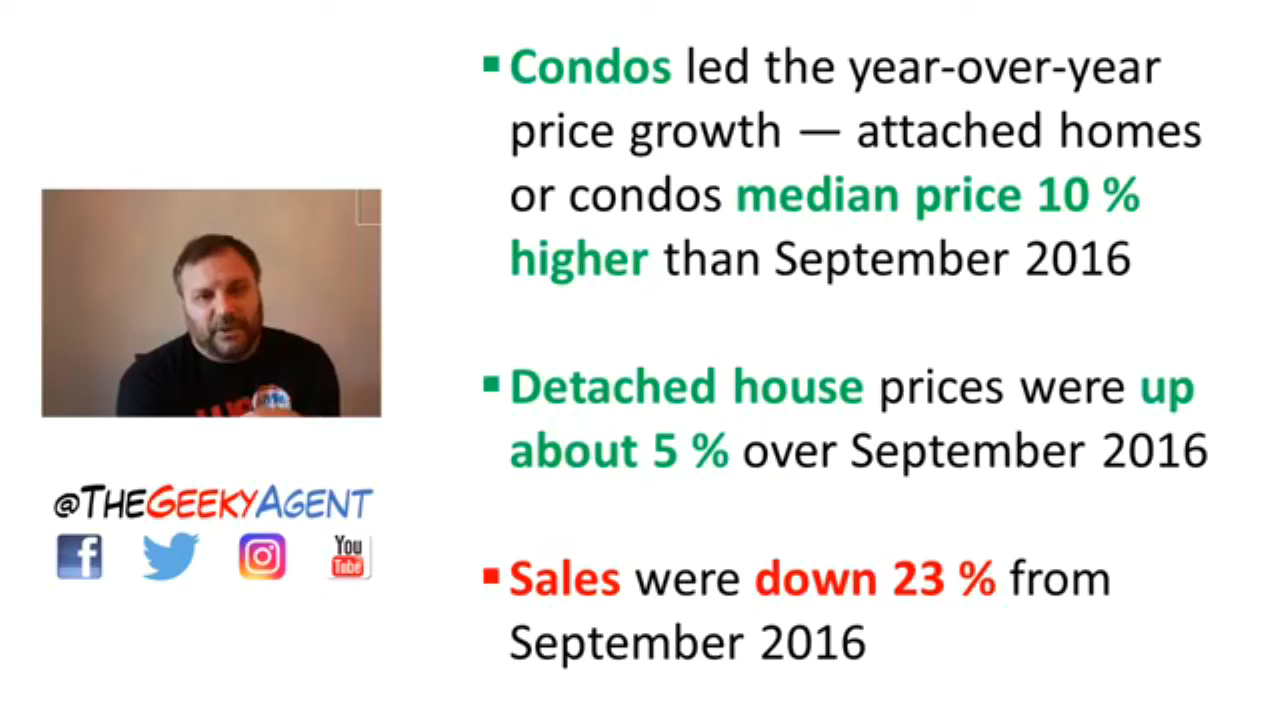 Condos led the year-over-year
price growth — attached homes
or condos median price 10 %
higher than September 2016
Detached house prices were up
about 5 % over September 2016
Sales were down 23 % from
September 2016
@THEGEEKYAGENT
You
Tube